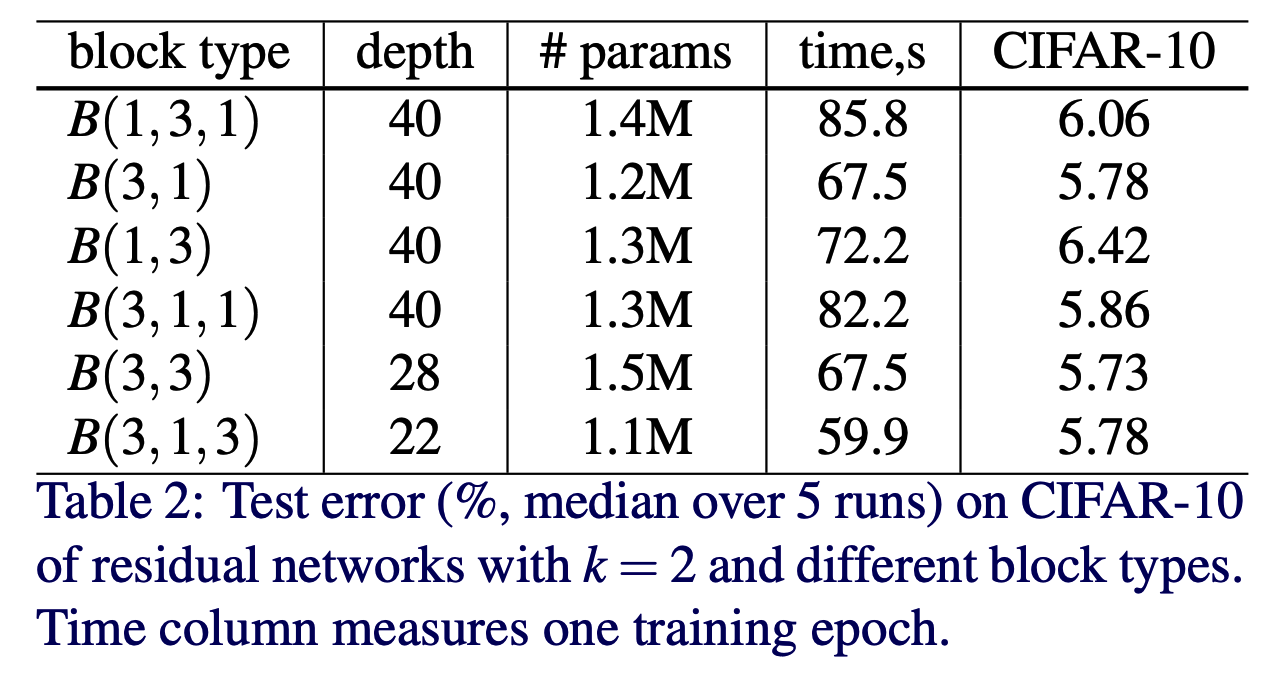 block type depth # params time,s CIFAR-10
B(1,3,1) 40 1.4M 85.8 6.06
B(3,1) 40 1.2M 67.5 5.78
B(1,3) 40 1.3M 72.2 6.42
B(3,1,1) 40 1.3M 82.2 5.86
B(3,3) 28 1.5M 67.5 5.73
B(3,1,3) 22 1.1M 59.9 5.78
Table 2: Test error (%, median over 5 runs) on CIFAR-10
of residual networks with k = 2 and different block types.
Time column measures one training epoch.